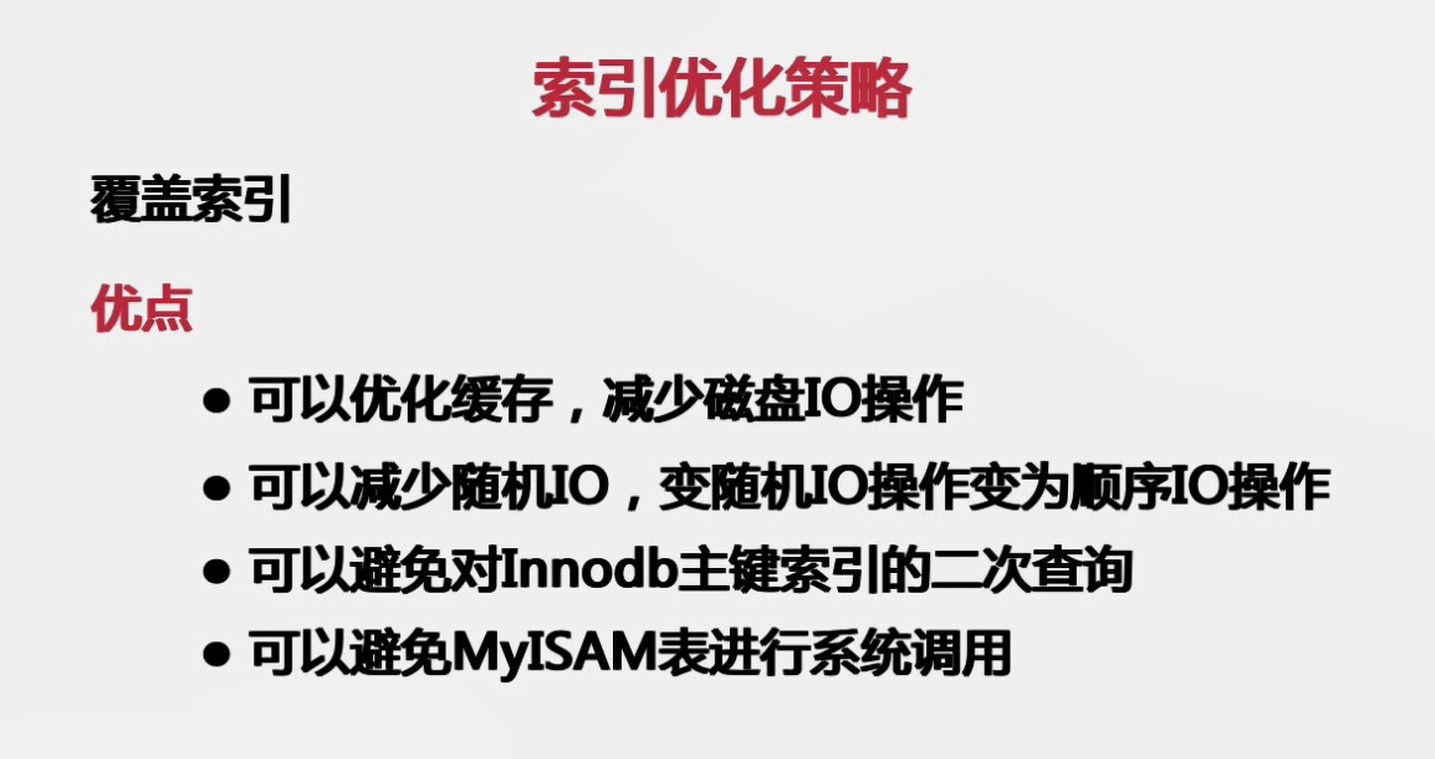 索引优化策略
覆盖索引
优点
● 可以优化缓存，减少磁盘IO操作
● 可以减少随机IO，变随机IO操作变为顺序IO操作
● 可以避免对Innodb主键索引的二次查询
● 可以避免MyISAM表进行系统调用